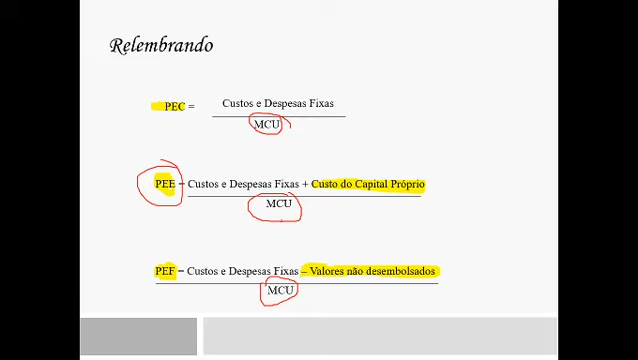 Relembrando
PEC = Custos e Despesas Fixas
MCU
PEE = Custos e Despesas Fixas + Custo do Capital Próprio
MCU
PEF = Custos e Despesas Fixas – Valores não desembolsados
MCU